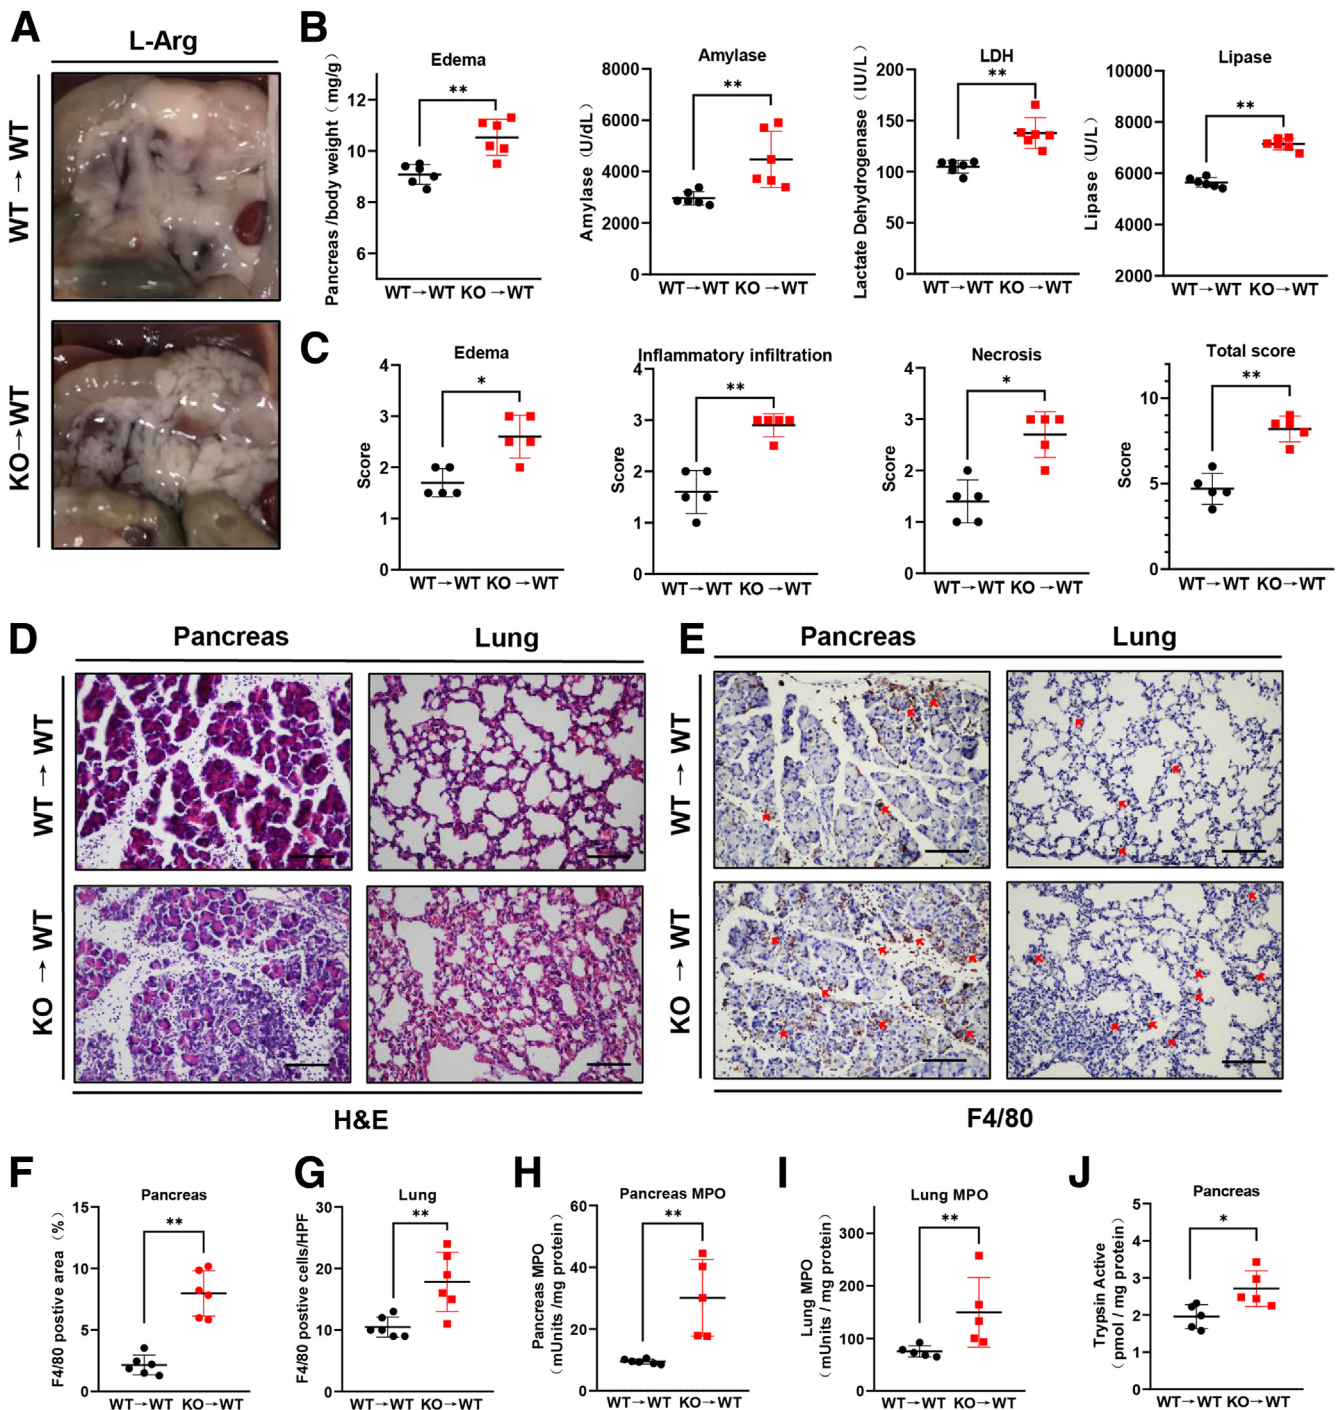 A
L-Arg
WT → WT
KO→WT
B
Edema
Pancreas /body weight（mg/g）
12
10
8
6
**
WT→WT KO →WT
Amylase
Amylase（U/dL）
8000
6000
4000
2000
0
**
WT→WT KO →WT
LDH
Lactate Dehydrogenase（IU/L）
200
150
100
50
0
**
WT→WT KO →WT
Lipase
Lipase（U/L）
10000
8000
6000
4000
2000
**
WT→WT KO →WT
C
Edema
Score
4
3
2
1
0
*
WT→WT KO →WT
Inflammatory infiltration
Score
4
3
2
1
0
**
WT→WT KO →WT
Necrosis
Score
4
3
2
1
0
*
WT→WT KO →WT
Total score
Score
10
5
0
**
WT→WT KO→WT
D
Pancreas
Lung
WT → WT
KO → WT
H&E
E
Pancreas
Lung
WT → WT
KO → WT
F4/80
F
Pancreas
F4/80 postive area（%）
15
10
5
0
**
WT→WT KO→WT
G
Lung
F4/80 postive cells/HPF
30
20
10
0
**
WT→WT KO→WT
H
Pancreas MPO
Pancreas MPO
（mUnits /mg protein）
60
40
20
0
**
WT→WT KO→WT
I
Lung MPO
Lung MPO
（mUnits / mg protein）
300
200
100
0
**
WT→WT KO→WT
J
Pancreas
Trypsin Active
（pmol / mg protein）
5
4
3
2
1
0
*
WT→WT KO→WT